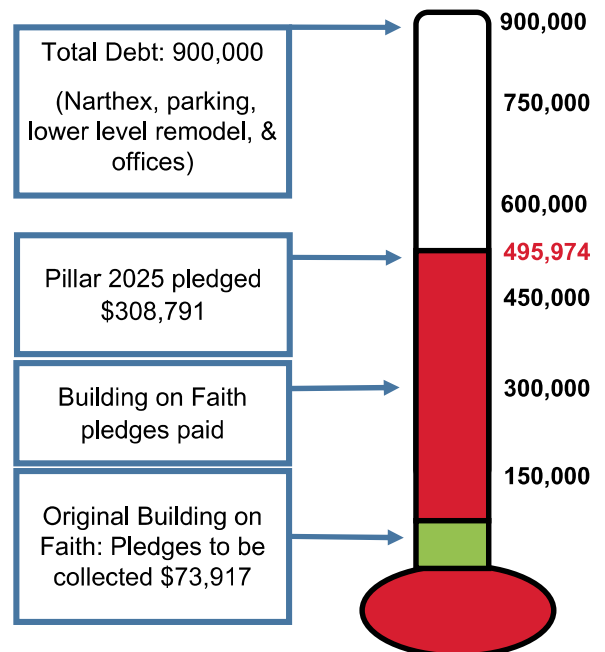 Total Debt: 900,000
(Narthex, parking,
lower level remodel, &
offices)
Pillar 2025 pledged
$308,791
Building on Faith
pledges paid
Original Building on
Faith: Pledges to be
collected $73,917
900,000
750,000
600,000
495,974
450,000
300,000
150,000